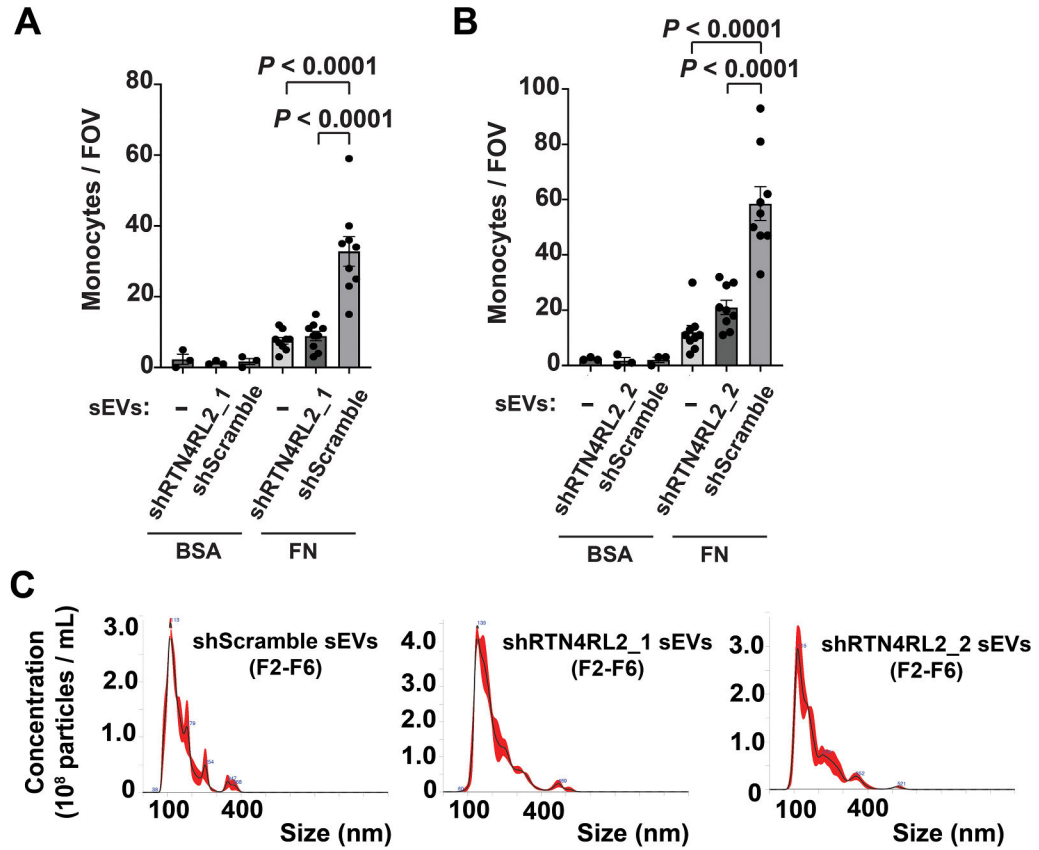 A
P < 0.0001
P < 0.0001
Monocytes / FOV
80
60
40
20
0
sEVs:
–
shRTN4RL2_1
shScramble
–
shRTN4RL2_1
shScramble
BSA
FN
B
P < 0.0001
P < 0.0001
Monocytes / FOV
100
80
60
40
20
0
sEVs:
–
shRTN4RL2_2
shScramble
–
shRTN4RL2_2
shScramble
BSA
FN
C
Concentration
(10⁸ particles / mL)
shScramble sEVs
(F2-F6)
3.0
2.0
1.0
0
113
100
400
Size (nm)
shRTN4RL2_1 sEVs
(F2-F6)
4.0
3.0
2.0
1.0
0
100
400
Size (nm)
shRTN4RL2_2 sEVs
(F2-F6)
3.0
2.0
1.0
0
100
400
Size (nm)